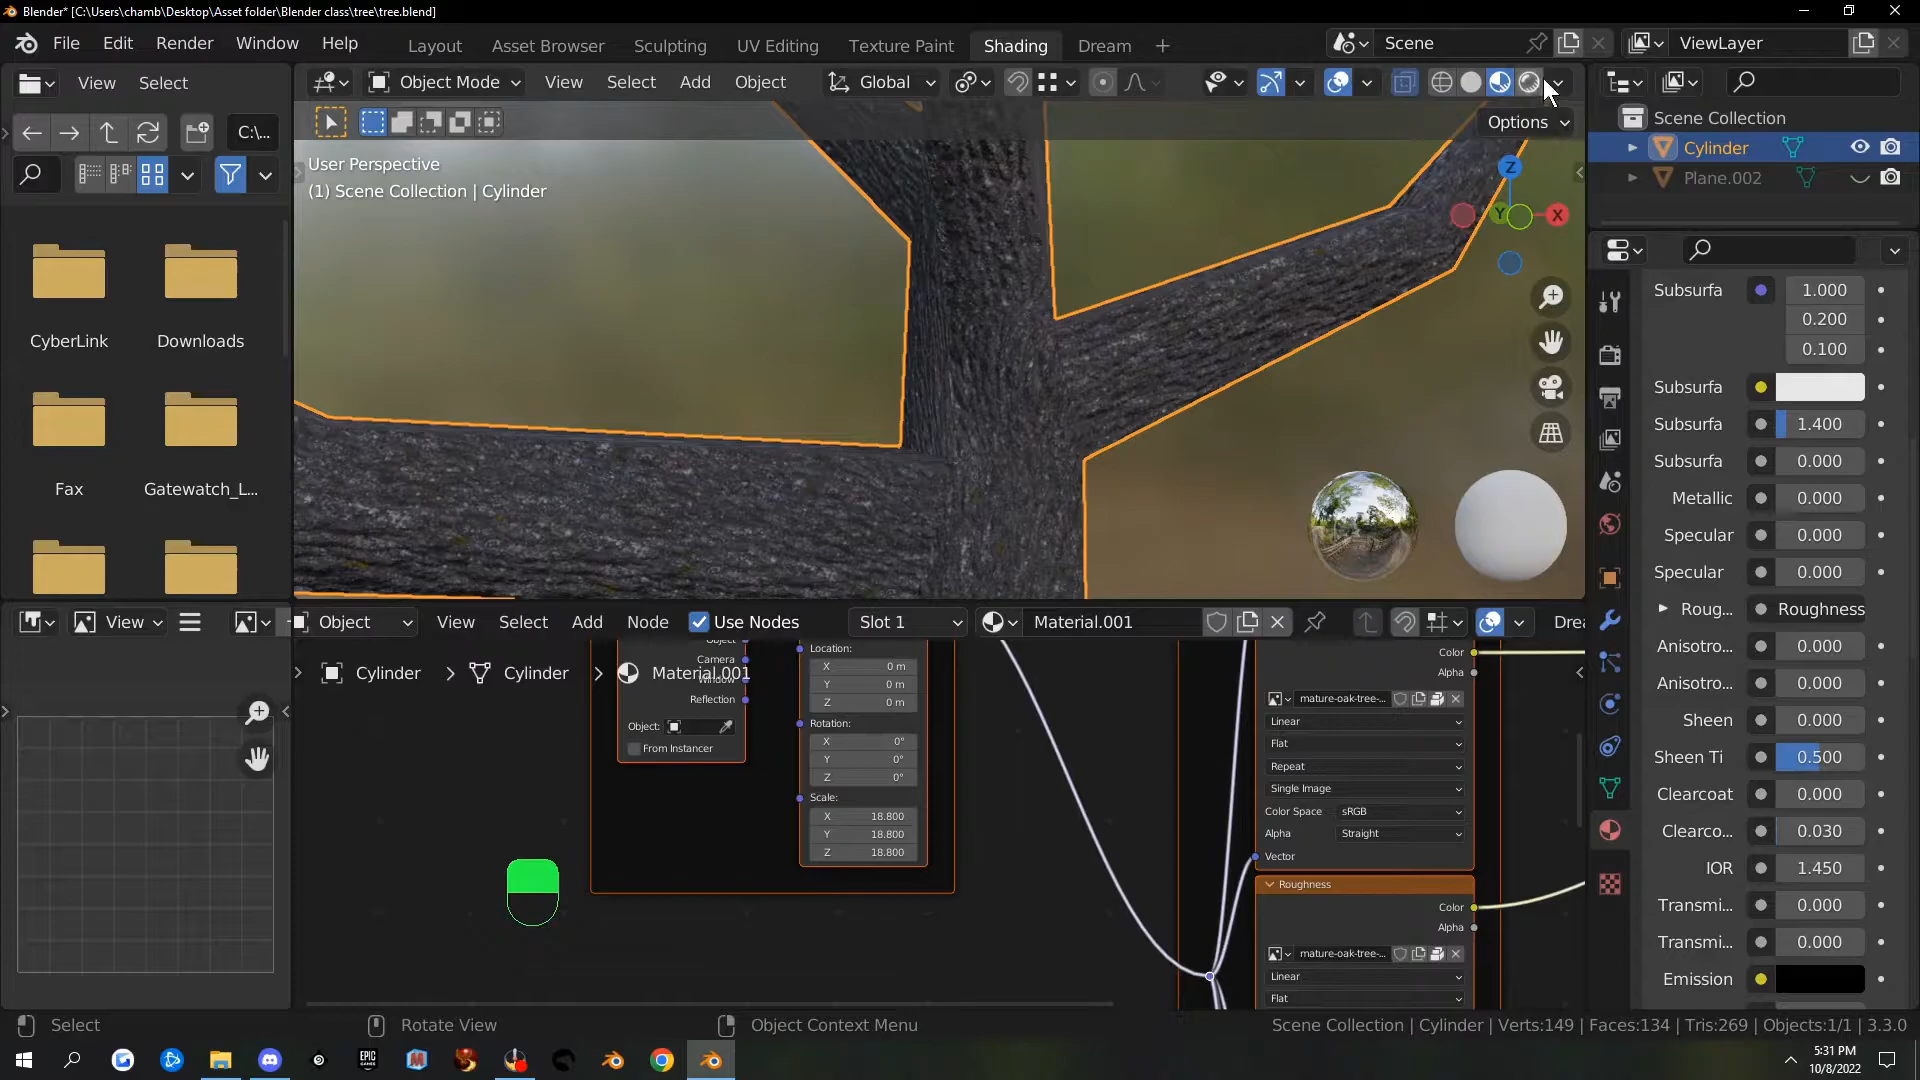 Blender* [C:\Users\chamb\Desktop\Asset folder\Blender class\tree\tree.blend]
File Edit Render Window Help
Layout Asset Browser Sculpting UV Editing Texture Paint Shading Dream
Scene
ViewLayer
View Select
Object Mode View Select Add Object
Global
C:\...
Options
User Perspective
(1) Scene Collection | Cylinder
Z
Y
X
Scene Collection
Cylinder
Plane.002
CyberLink
Downloads
Fax
Gatewatch_L...
Subsurfa 1.000
0.200
0.100
Subsurfa
Subsurfa 1.400
Subsurfa 0.000
Metallic 0.000
Specular 0.000
Specular 0.000
Roug... Roughness
Anisotro... 0.000
Anisotro... 0.000
Sheen 0.000
Sheen Ti 0.500
Clearcoat 0.000
Clearco... 0.030
IOR 1.450
Transmi... 0.000
Transmi... 0.000
Emission
View
Object View Select Add Node Use Nodes Slot 1 Material.001
Drea
Cylinder > Cylinder > Material.001
Camera
Window
Reflection
Object:
From Instancer
Location:
X 0 m
Y 0 m
Z 0 m
Rotation:
X 0°
Y 0°
Z 0°
Scale:
X 18.800
Y 18.800
Z 18.800
Color
Alpha
mature-oak-tree-...
Linear
Flat
Repeat
Single Image
Color Space sRGB
Alpha Straight
Vector
Roughness
Color
Alpha
mature-oak-tree-...
Linear
Flat
Select
Rotate View
Object Context Menu
Scene Collection | Cylinder | Verts:149 | Faces:134 | Tris:269 | Objects:1/1 | 3.3.0
EPIC GAMES
5:31 PM
10/8/2022